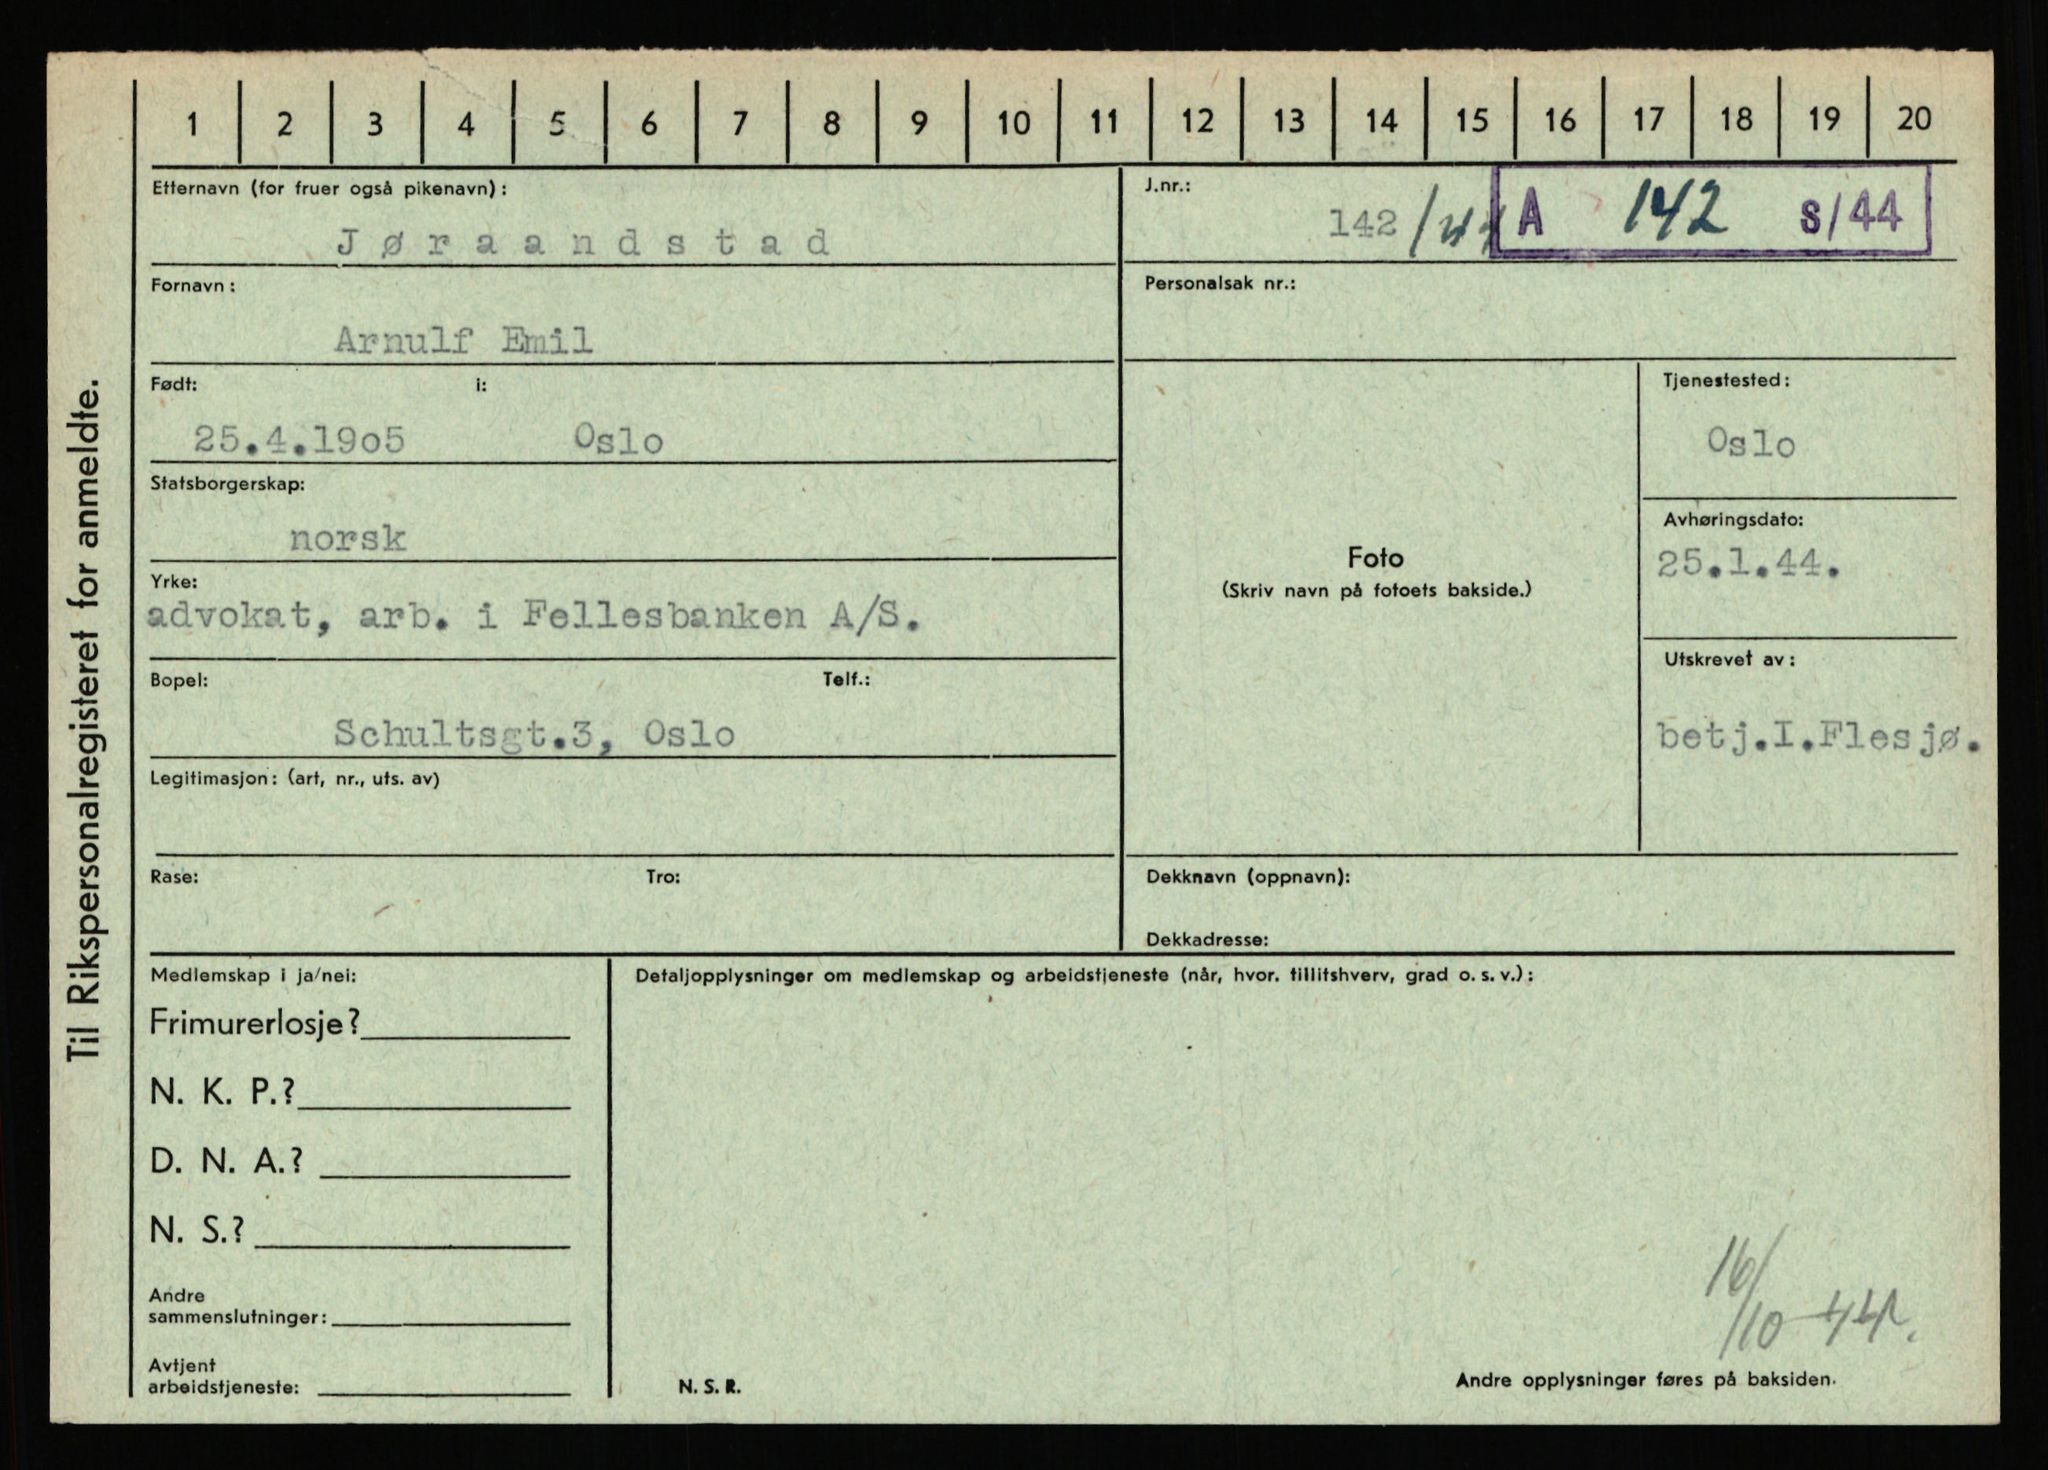 Til Rikspersonalregisteret for anmeldte.
1 2 3 4 5 6 7 8 9 10 11 12 13 14 15 16 17 18 19 20
Etternavn (for fruer også pikenavn):
Jøraandstad
Fornavn:
Arnulf Emil
Født: i:
25.4.1905 Oslo
Statsborgerskap:
norsk
Yrke:
advokat, arb. i Fellesbanken A/S.
Bopel: Telf.:
Schultsgt.3, Oslo
Legitimasjon: (art, nr., uts. av)
Rase: Tro:
J.nr.:
142/44 A 142 S/44
Personalsak nr.:
Foto
(Skriv navn på fotoets bakside.)
Tjenestested:
Oslo
Avhøringsdato:
25.1.44.
Utskrevet av:
betj.I.Flesjø.
Dekknavn (oppnavn):
Dekkadresse:
Medlemskap i ja/nei:
Frimurerlosje?
N. K. P.?
D. N. A.?
N. S.?
Andre
sammenslutninger:
Avtjent
arbeidstjeneste:
Detaljopplysninger om medlemskap og arbeidstjeneste (når, hvor. tillitshverv, grad o. s. v.):
16/
/10-44.
N. S. R.
Andre opplysninger føres på baksiden.